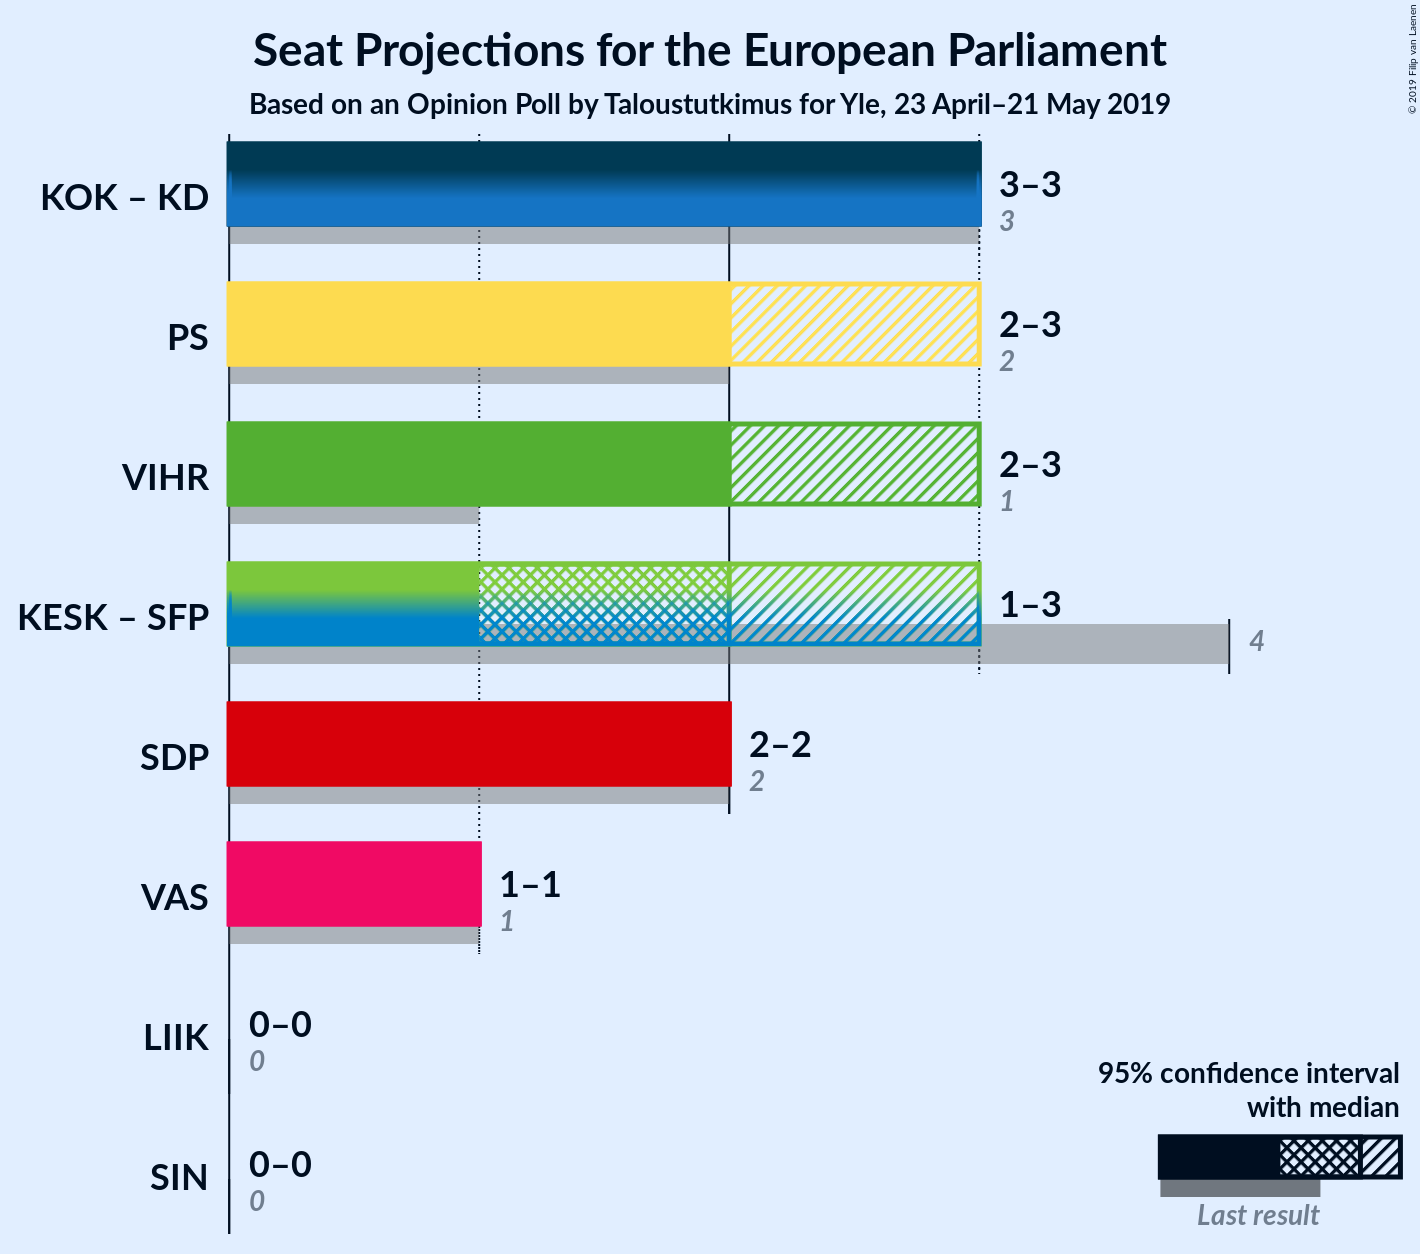 Seat Projections for the European Parliament
Based on an Opinion Poll by Taloustutkimus for Yle, 23 April–21 May 2019
© 2019 Filip van Laenen
KOK – KD
3–3
3
PS
2–3
2
VIHR
2–3
1
KESK – SFP
1–3
4
SDP
2–2
2
VAS
1–1
1
LIIK
0–0
0
SIN
0–0
0
95% confidence interval
with median
Last result